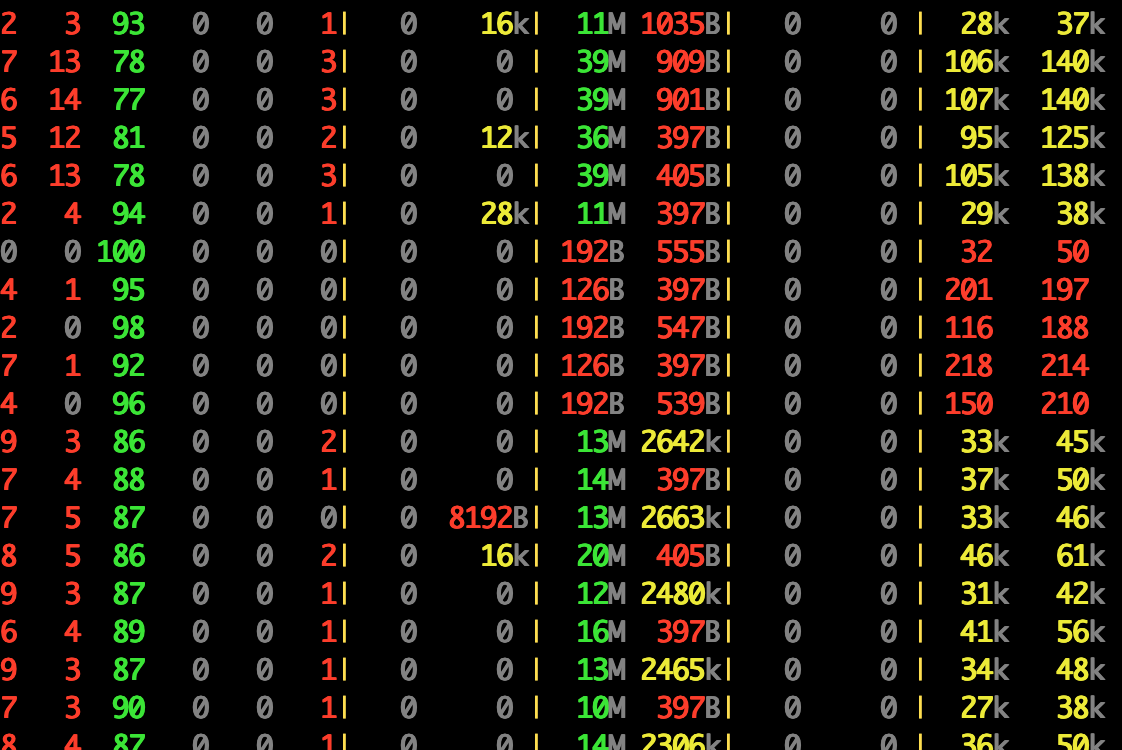 2 3 93 0 0 1| 0 16k| 11M 1035B| 0 0 | 28k 37k
7 13 78 0 0 3| 0 0 | 39M 909B| 0 0 | 106k 140k
6 14 77 0 0 3| 0 0 | 39M 901B| 0 0 | 107k 140k
5 12 81 0 0 2| 0 12k| 36M 397B| 0 0 | 95k 125k
6 13 78 0 0 3| 0 0 | 39M 405B| 0 0 | 105k 138k
2 4 94 0 0 1| 0 28k| 11M 397B| 0 0 | 29k 38k
0 0 100 0 0 0| 0 0 | 192B 555B| 0 0 | 32 50
4 1 95 0 0 0| 0 0 | 126B 397B| 0 0 | 201 197
2 0 98 0 0 0| 0 0 | 192B 547B| 0 0 | 116 188
7 1 92 0 0 0| 0 0 | 126B 397B| 0 0 | 218 214
4 0 96 0 0 0| 0 0 | 192B 539B| 0 0 | 150 210
9 3 86 0 0 2| 0 0 | 13M 2642k| 0 0 | 33k 45k
7 4 88 0 0 1| 0 0 | 14M 397B| 0 0 | 37k 50k
7 5 87 0 0 0| 0 8192B| 13M 2663k| 0 0 | 33k 46k
8 5 86 0 0 2| 0 16k| 20M 405B| 0 0 | 46k 61k
9 3 87 0 0 1| 0 0 | 12M 2480k| 0 0 | 31k 42k
6 4 89 0 0 1| 0 0 | 16M 397B| 0 0 | 41k 56k
9 3 87 0 0 1| 0 0 | 13M 2465k| 0 0 | 34k 48k
7 3 90 0 0 1| 0 0 | 10M 397B| 0 0 | 27k 38k
8 4 87 0 0 1| 0 0 | 14M 2306k| 0 0 | 36k 50k